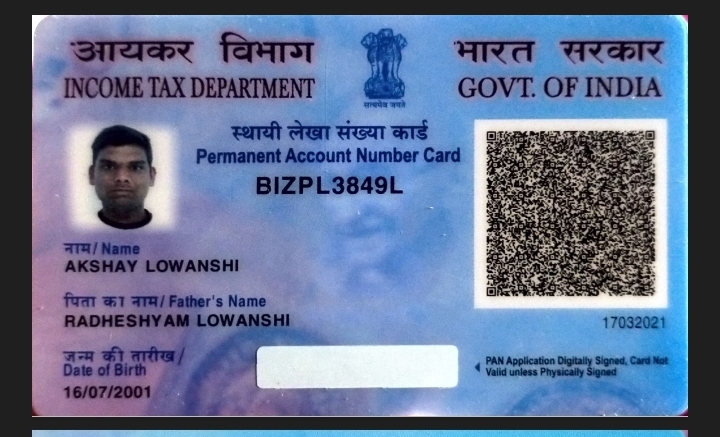 आयकर विभाग
INCOME TAX DEPARTMENT
सत्यमेव जयते
भारत सरकार
GOVT. OF INDIA
स्थायी लेखा संख्या कार्ड
Permanent Account Number Card
BIZPL3849L
नाम / Name
AKSHAY LOWANSHI
पिता का नाम / Father's Name
RADHESHYAM LOWANSHI
जन्म की तारीख /
Date of Birth
16/07/2001
17032021
PAN Application Digitally Signed, Card Not
Valid unless Physically Signed